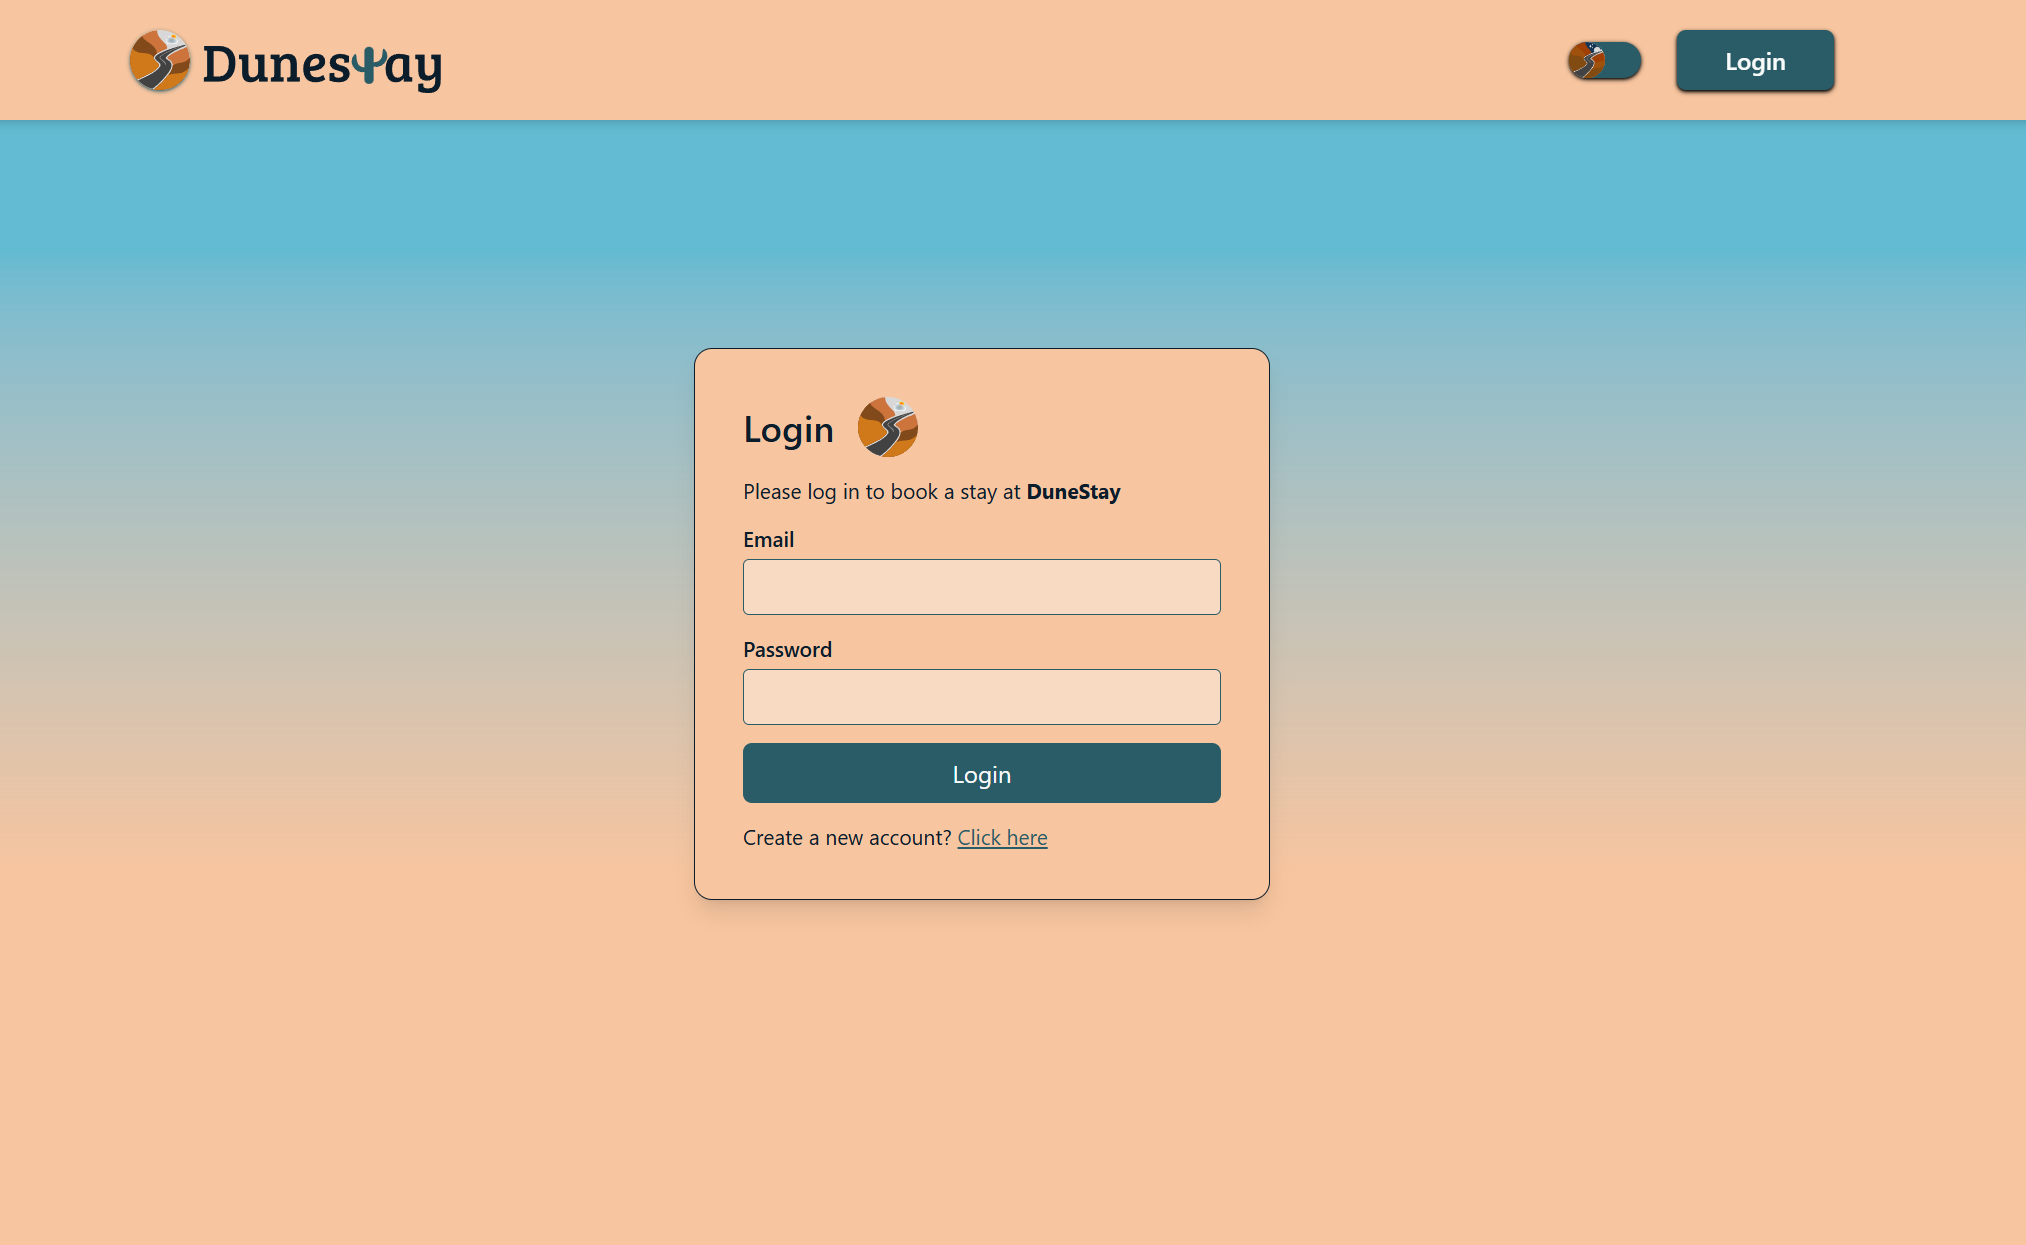 Dunestay
Login
Login
Please log in to book a stay at DuneStay
Email
Password
Login
Create a new account? Click here